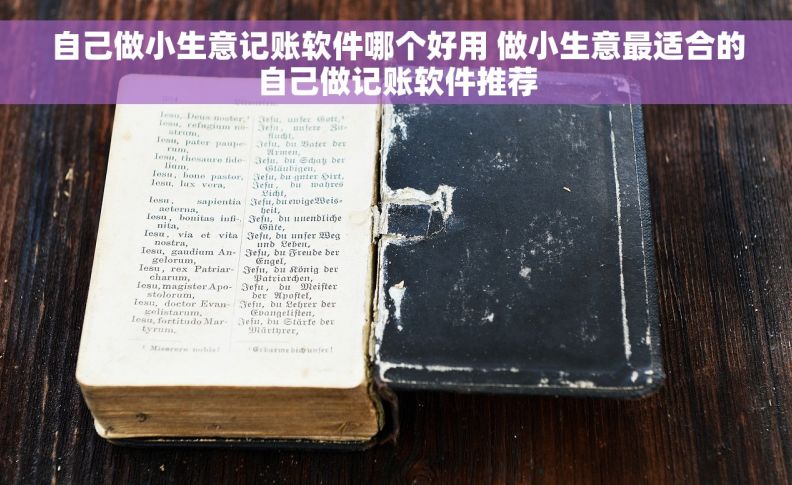 自己做小生意记账软件哪个好用 做小生意最适合的
自己做记账软件推荐
Iesu, Deus noster,
Iesu, refugium no-
strum,
Iesu, pater paupe-
rum,
Iesu, thesaure fide-
lium,
Iesu, bone pastor,
Iesu, lux vera,
Iesu, sapientia
aeterna,
Iesu, bonitas infi-
nita,
Iesu, via et vita
nostra,
Iesu, gaudium An-
gelorum,
Iesu, rex Patriar-
charum,
Iesu, magister Apo-
stolorum,
Iesu, doctor Evan-
gelistarum,
Iesu, fortitudo Mar-
tyrum,
Miserere nobis!
Jesu, unser Gott,
Jesu, unsere Zu-
flucht,
Jesu, du Vater der
Armen,
Jesu, du Schatz der
Gläubigen,
Jesu, du guter Hirt,
Jesu, du wahres
Licht,
Jesu, du ewige Weis-
heit,
Jesu, du unendliche
Güte,
Jesu, du unser Weg
und Leben,
Jesu, du Freude der
Engel,
Jesu, du König der
Patriarchen,
Jesu, du Meister
der Apostel,
Jesu, du Lehrer der
Evangelisten,
Jesu, du Stärke der
Märtyrer,
Erbarme dich unser!